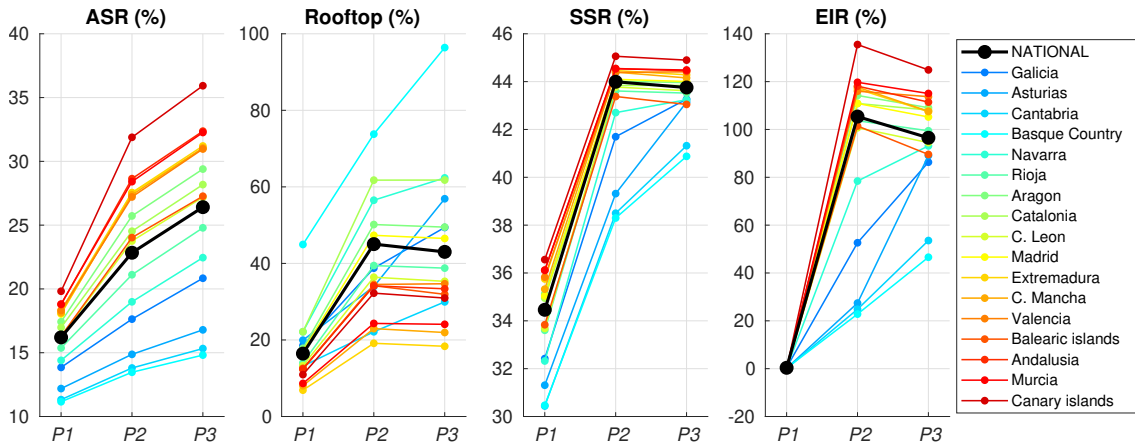 ASR (%)
40
35
30
25
20
15
10
P1 P2 P3
Rooftop (%)
100
80
60
40
20
0
P1 P2 P3
SSR (%)
46
44
42
40
38
36
34
32
30
P1 P2 P3
EIR (%)
140
120
100
80
60
40
20
0
-20
P1 P2 P3
NATIONAL
Galicia
Asturias
Cantabria
Basque Country
Navarra
Rioja
Aragon
Catalonia
C. Leon
Madrid
Extremadura
C. Mancha
Valencia
Balearic islands
Andalusia
Murcia
Canary islands